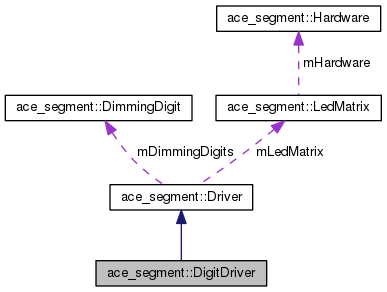 ace_segment::Hardware
mHardware
ace_segment::DimmingDigit
ace_segment::LedMatrix
mDimmingDigits
mLedMatrix
ace_segment::Driver
ace_segment::DigitDriver